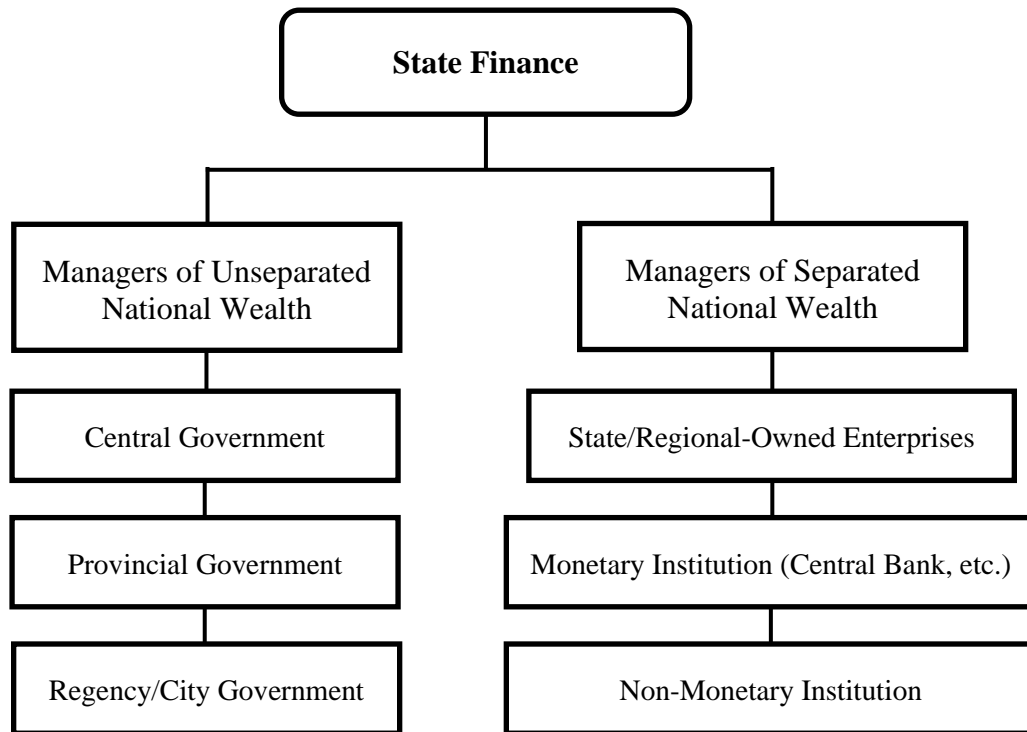 State Finance
Managers of Unseparated
National Wealth
Managers of Separated
National Wealth
Central Government
State/Regional-Owned Enterprises
Provincial Government
Monetary Institution (Central Bank, etc.)
Regency/City Government
Non-Monetary Institution